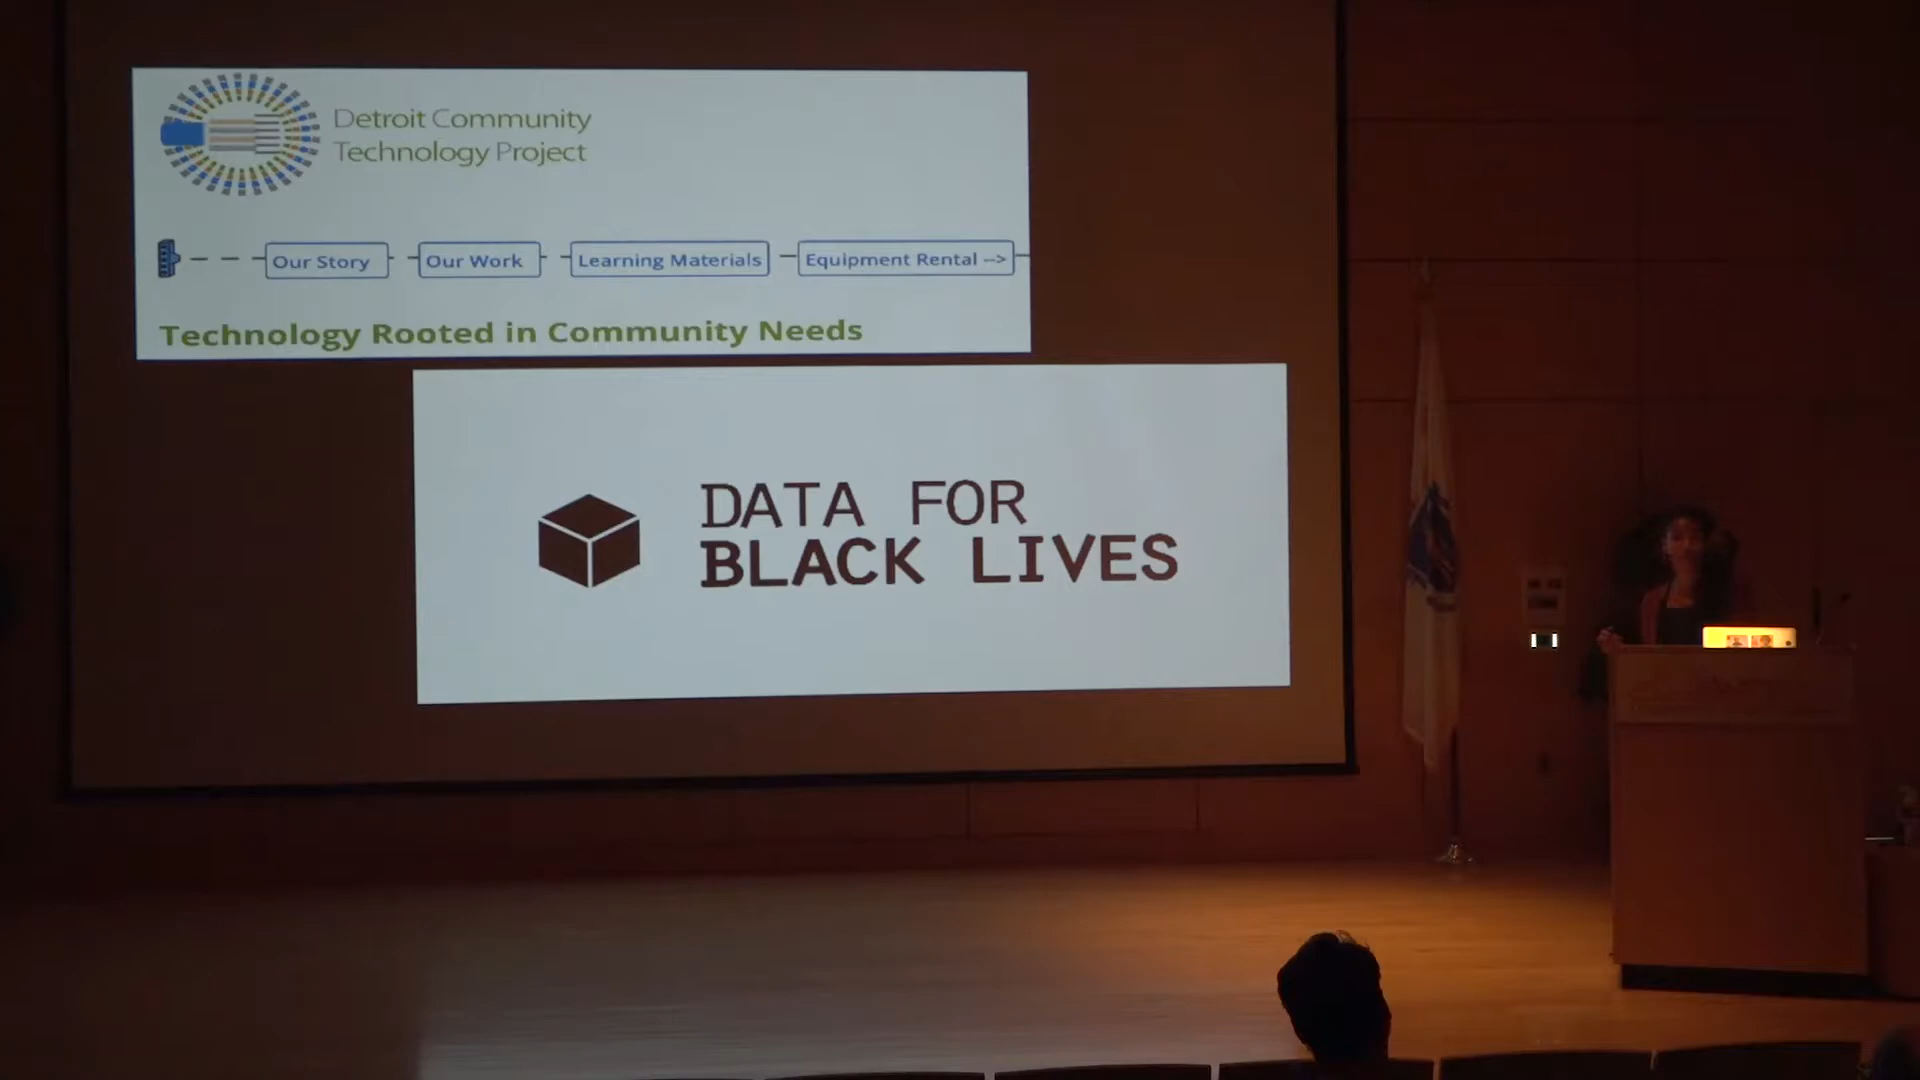 Detroit Community
Technology Project
Our Story
Our Work
Learning Materials
Equipment Rental -->
Technology Rooted in Community Needs
DATA FOR
BLACK LIVES